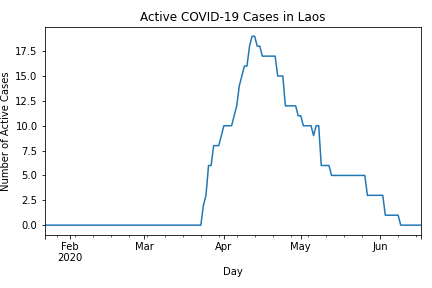 Active COVID-19 Cases in Laos
Number of Active Cases
17.5
15.0
12.5
10.0
7.5
5.0
2.5
0.0
Feb Mar Apr May Jun
2020
Day